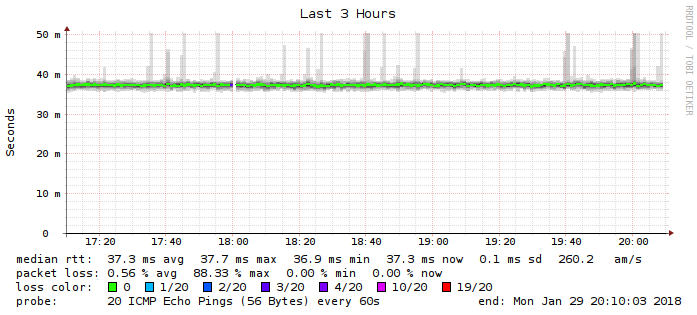 Last 3 Hours
RRDTOOL / TOBI OETIKER
Seconds
50 m
40 m
30 m
20 m
10 m
0
17:20 17:40 18:00 18:20 18:40 19:00 19:20 19:40 20:00
median rtt: 37.3 ms avg 37.7 ms max 36.9 ms min 37.3 ms now 0.1 ms sd 260.2 am/s
packet loss: 0.56 % avg 88.33 % max 0.00 % min 0.00 % now
loss color: 0 1/20 2/20 3/20 4/20 10/20 19/20
probe: 20 ICMP Echo Pings (56 Bytes) every 60s end: Mon Jan 29 20:10:03 2018